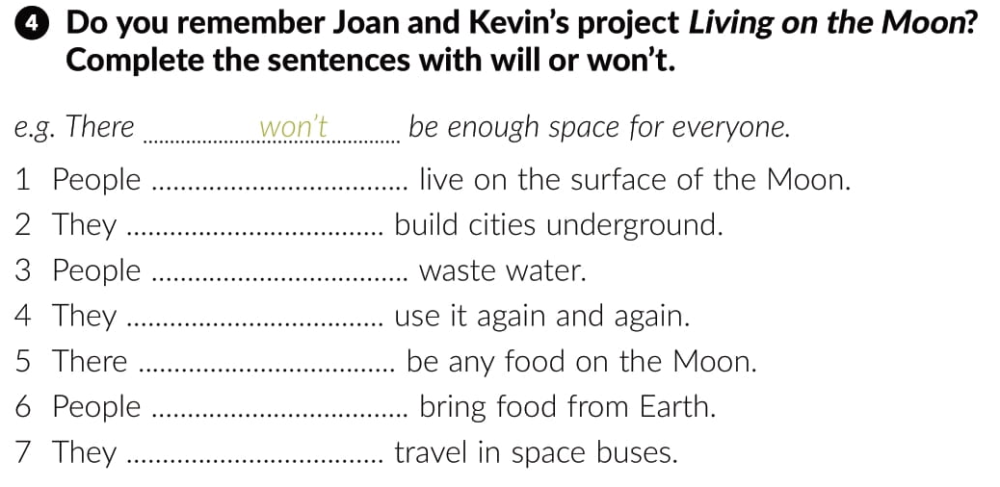 4 Do you remember Joan and Kevin's project Living on the Moon?
Complete the sentences with will or won't.
e.g. There ............won't............ be enough space for everyone.
1 People .................................... live on the surface of the Moon.
2 They .................................... build cities underground.
3 People .................................... waste water.
4 They .................................... use it again and again.
5 There .................................... be any food on the Moon.
6 People .................................... bring food from Earth.
7 They .................................... travel in space buses.